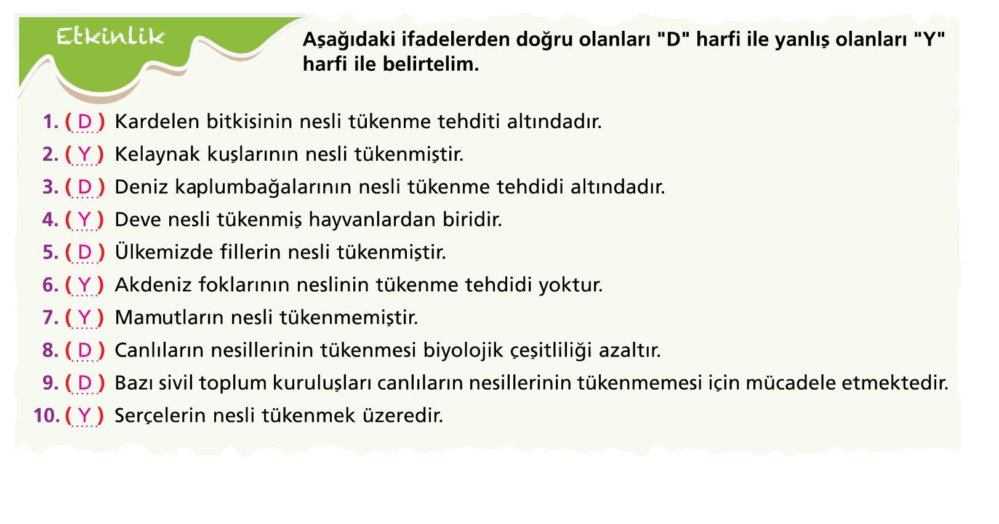 Etkinlik
Aşağıdaki ifadelerden doğru olanları "D" harfi ile yanlış olanları "Y"
harfi ile belirtelim.
1. ( D ) Kardelen bitkisinin nesli tükenme tehditi altındadır.
2. ( Y ) Kelaynak kuşlarının nesli tükenmiştir.
3. ( D ) Deniz kaplumbağalarının nesli tükenme tehdidi altındadır.
4. ( Y ) Deve nesli tükenmiş hayvanlardan biridir.
5. ( D ) Ülkemizde fillerin nesli tükenmiştir.
6. ( Y ) Akdeniz foklarının neslinin tükenme tehdidi yoktur.
7. ( Y ) Mamutların nesli tükenmemiştir.
8. ( D ) Canlıların nesillerinin tükenmesi biyolojik çeşitliliği azaltır.
9. ( D ) Bazı sivil toplum kuruluşları canlıların nesillerinin tükenmemesi için mücadele etmektedir.
10. ( Y ) Serçelerin nesli tükenmek üzeredir.